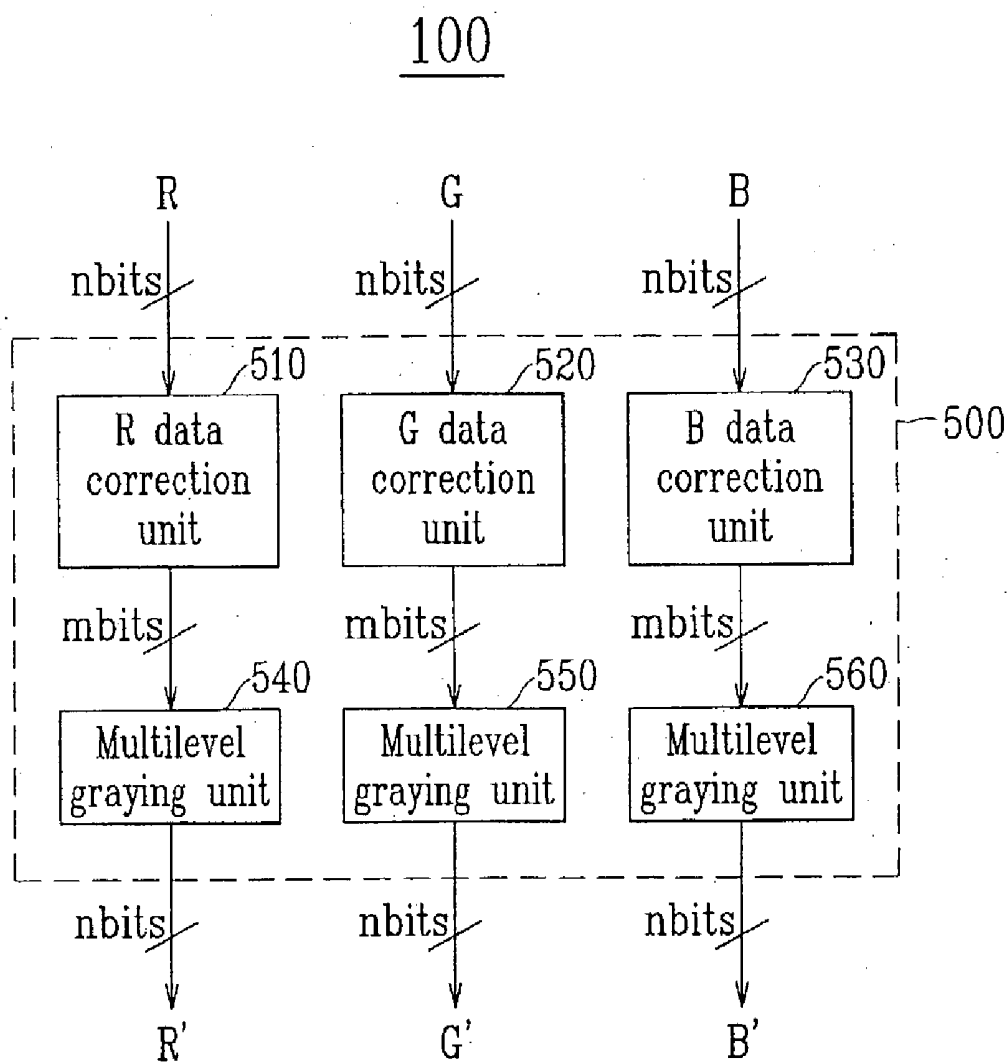 100
R G B
nbits nbits nbits
510 520 530
500
R data
correction
unit
G data
correction
unit
B data
correction
unit
mbits mbits mbits
540 550 560
Multilevel
graying unit
Multilevel
graying unit
Multilevel
graying unit
nbits nbits nbits
R' G' B'